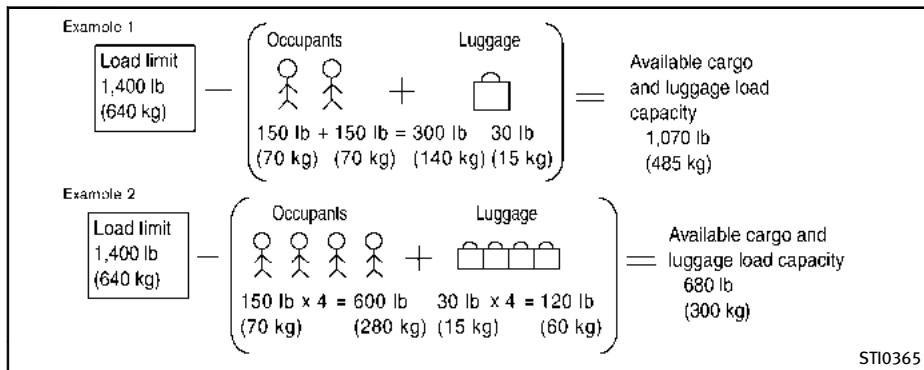 Example 1
Load limit
1,400 lb
(640 kg)
Occupants
Luggage
150 lb + 150 lb = 300 lb 30 lb
(70 kg) (70 kg) (140 kg) (15 kg)
Available cargo
and luggage load
capacity
1,070 lb
(485 kg)
Example 2
Load limit
1,400 lb
(640 kg)
Occupants
Luggage
150 lb x 4 = 600 lb 30 lb x 4 = 120 lb
(70 kg) (280 kg) (15 kg) (60 kg)
Available cargo and
luggage load capacity
680 lb
(300 kg)
STI0365